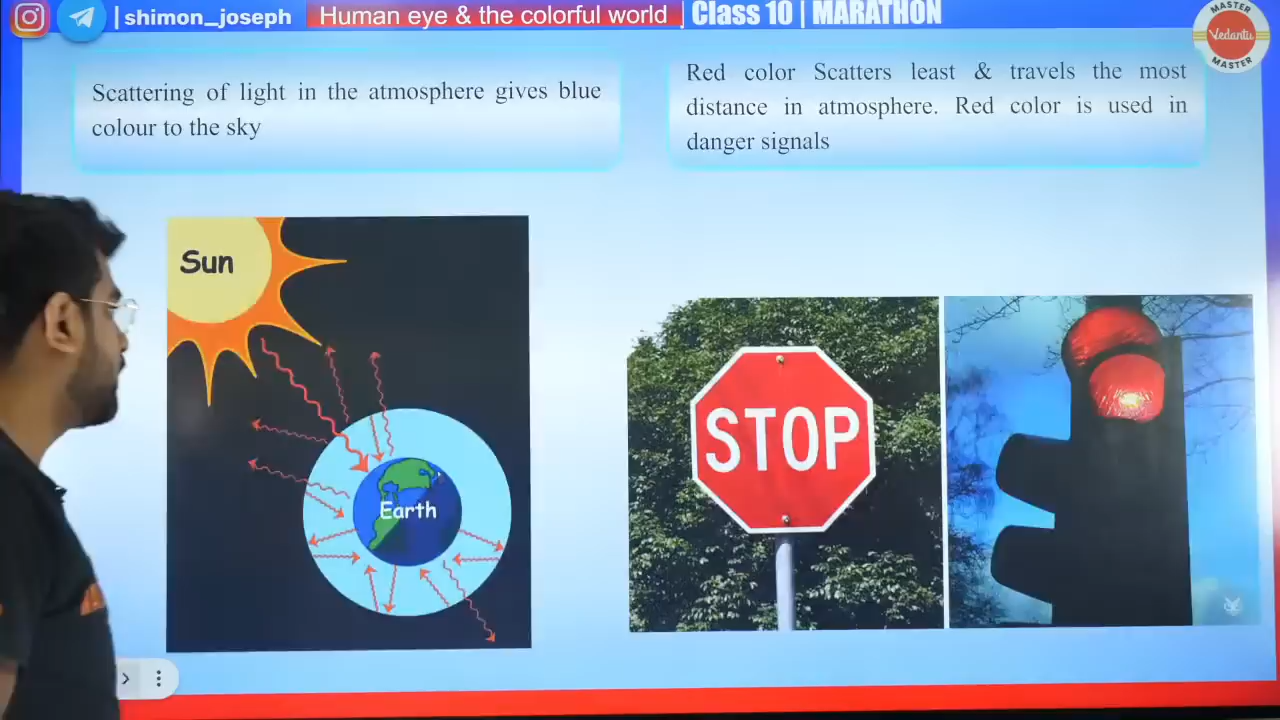 | shimon_joseph
Human eye & the colorful world
| Class 10 | MARATHON
MASTER
Vedantu
MASTER
Scattering of light in the atmosphere gives blue
colour to the sky
Red color Scatters least & travels the most
distance in atmosphere. Red color is used in
danger signals
Sun
Earth
STOP